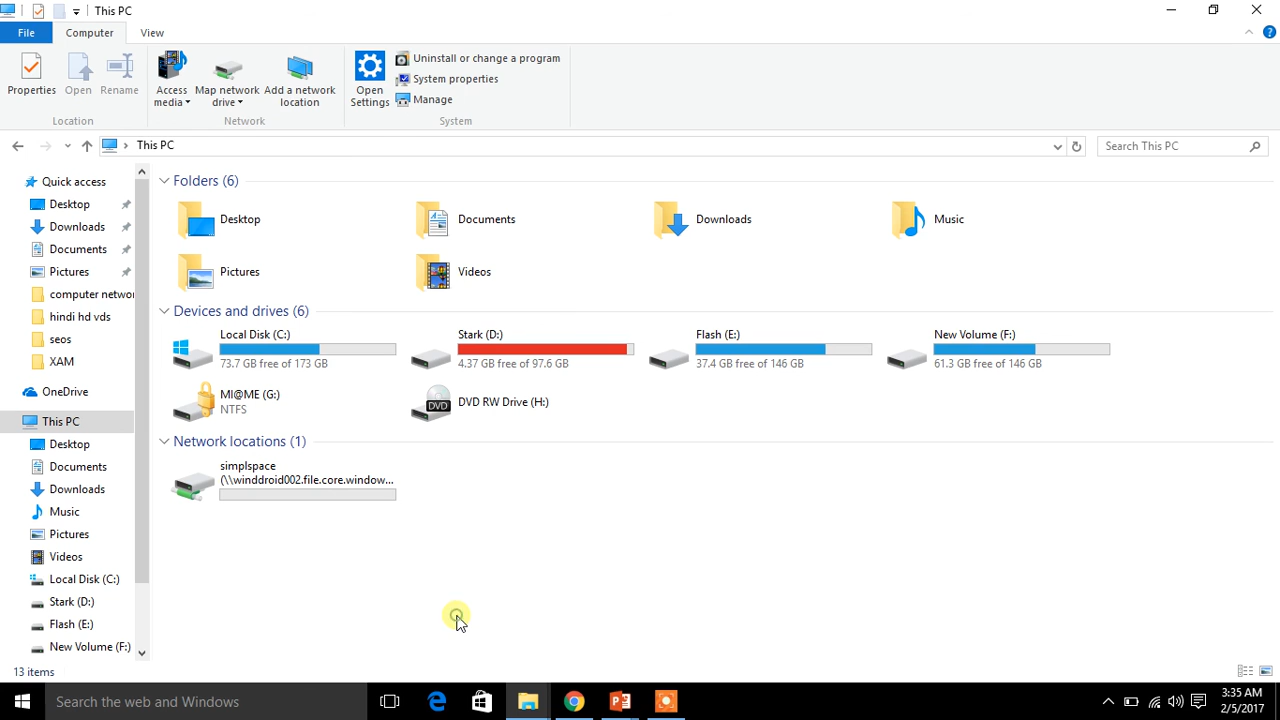 This PC
File
Computer
View
Properties
Open
Rename
Access media
Map network drive
Add a network location
Open Settings
Uninstall or change a program
System properties
Manage
Location
Network
System
This PC
Search This PC
Quick access
Desktop
Downloads
Documents
Pictures
computer networ
hindi hd vds
seos
XAM
OneDrive
This PC
Desktop
Documents
Downloads
Music
Pictures
Videos
Local Disk (C:)
Stark (D:)
Flash (E:)
New Volume (F:)
Folders (6)
Desktop
Documents
Downloads
Music
Pictures
Videos
Devices and drives (6)
Local Disk (C:)
73.7 GB free of 173 GB
Stark (D:)
4.37 GB free of 97.6 GB
Flash (E:)
37.4 GB free of 146 GB
New Volume (F:)
61.3 GB free of 146 GB
MI@ME (G:)
NTFS
DVD
DVD RW Drive (H:)
Network locations (1)
simplspace
(\\winddroid002.file.core.window...
13 items
Search the web and Windows
3:35 AM
2/5/2017